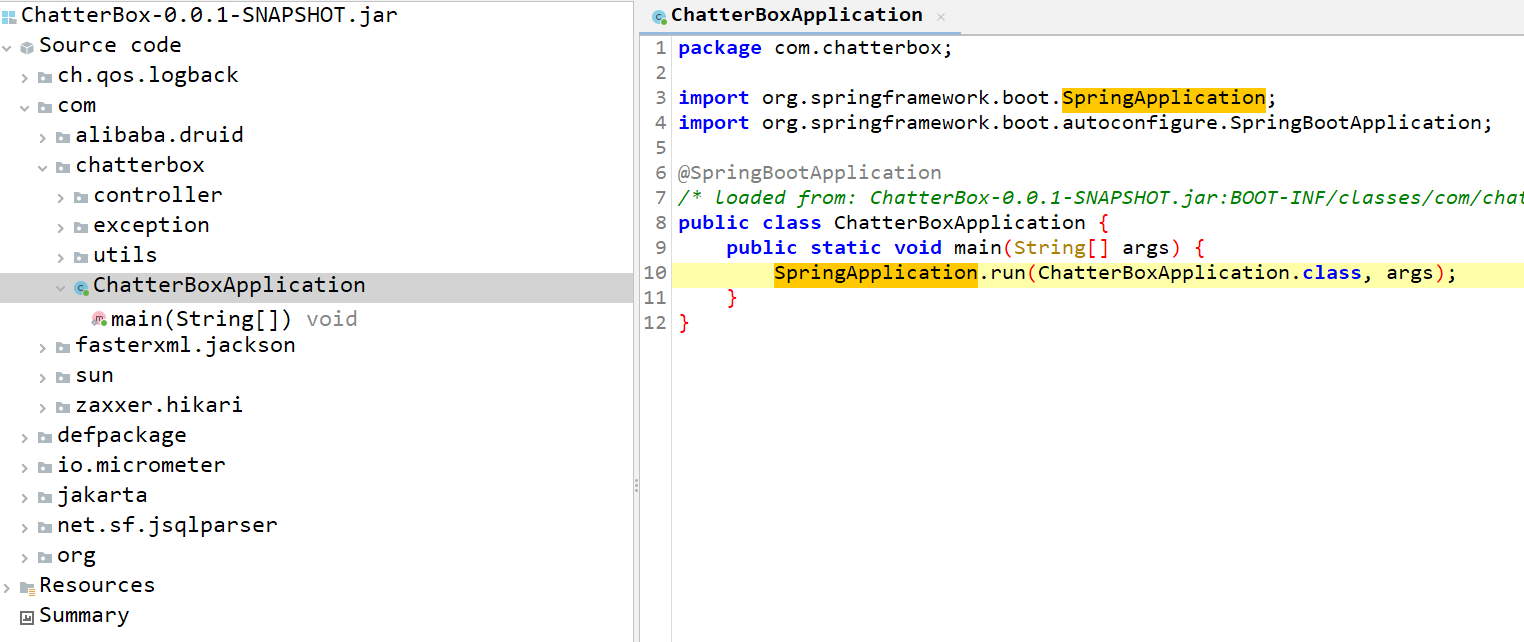 ChatterBox-0.0.1-SNAPSHOT.jar
Source code
ch.qos.logback
com
alibaba.druid
chatterbox
controller
exception
utils
ChatterBoxApplication
main(String[]) void
fasterxml.jackson
sun
zaxxer.hikari
defpackage
io.micrometer
jakarta
net.sf.jsqlparser
org
Resources
Summary
ChatterBoxApplication ×
1 package com.chatterbox;
2
3 import org.springframework.boot.SpringApplication;
4 import org.springframework.boot.autoconfigure.SpringBootApplication;
5
6 @SpringBootApplication
7 /* loaded from: ChatterBox-0.0.1-SNAPSHOT.jar:BOOT-INF/classes/com/chat
8 public class ChatterBoxApplication {
9     public static void main(String[] args) {
10         SpringApplication.run(ChatterBoxApplication.class, args);
11     }
12 }